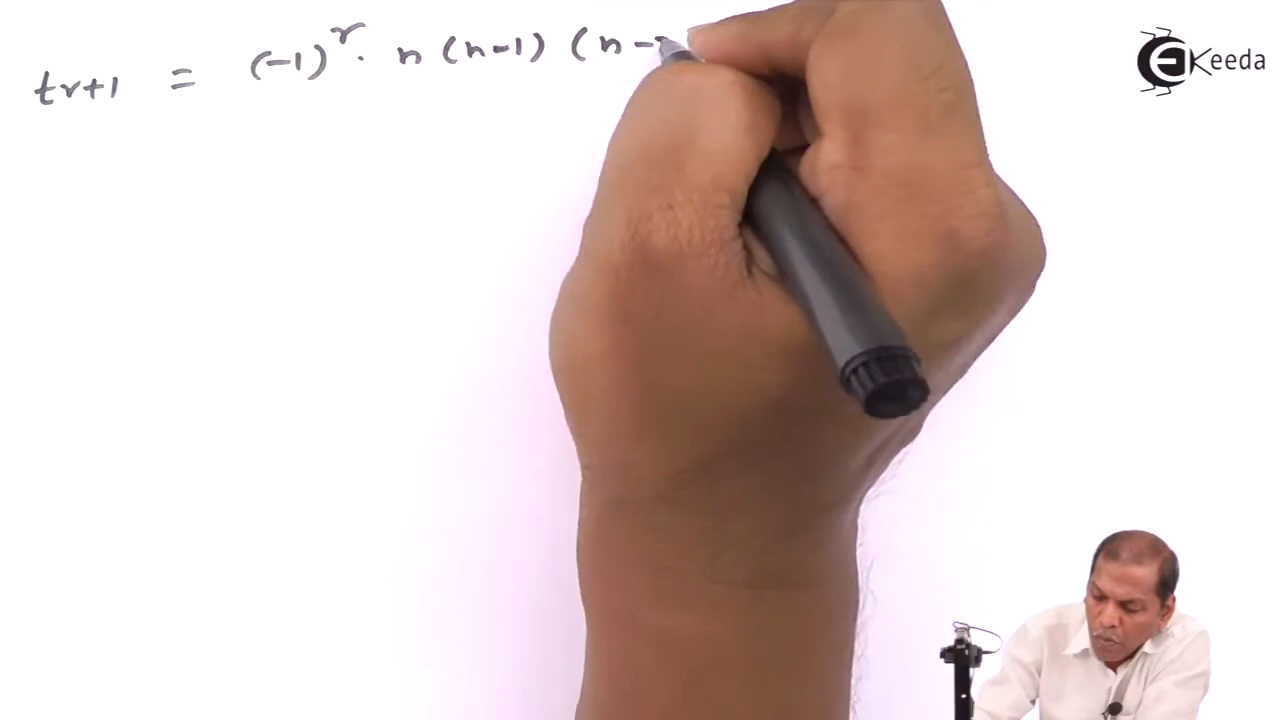 tr+1 = (-1)^r . n (n-1) (n-
EKeeda